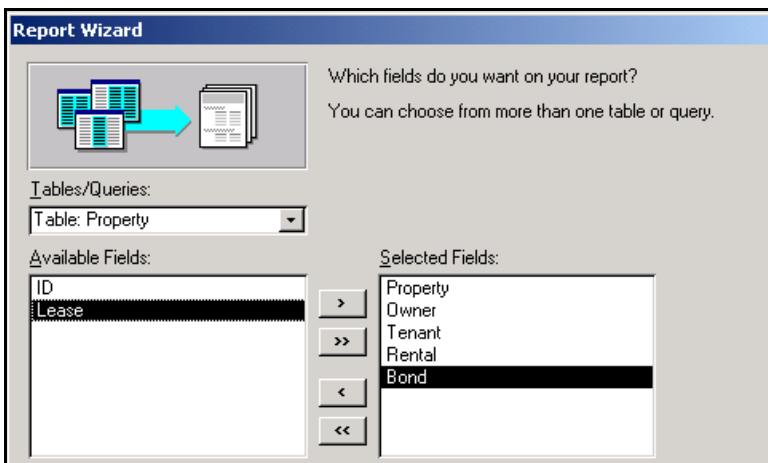 Report Wizard
Which fields do you want on your report?
You can choose from more than one table or query.
Tables/Queries:
Table: Property
Available Fields:
ID
Lease
>
>>
<
<<
Selected Fields:
Property
Owner
Tenant
Rental
Bond